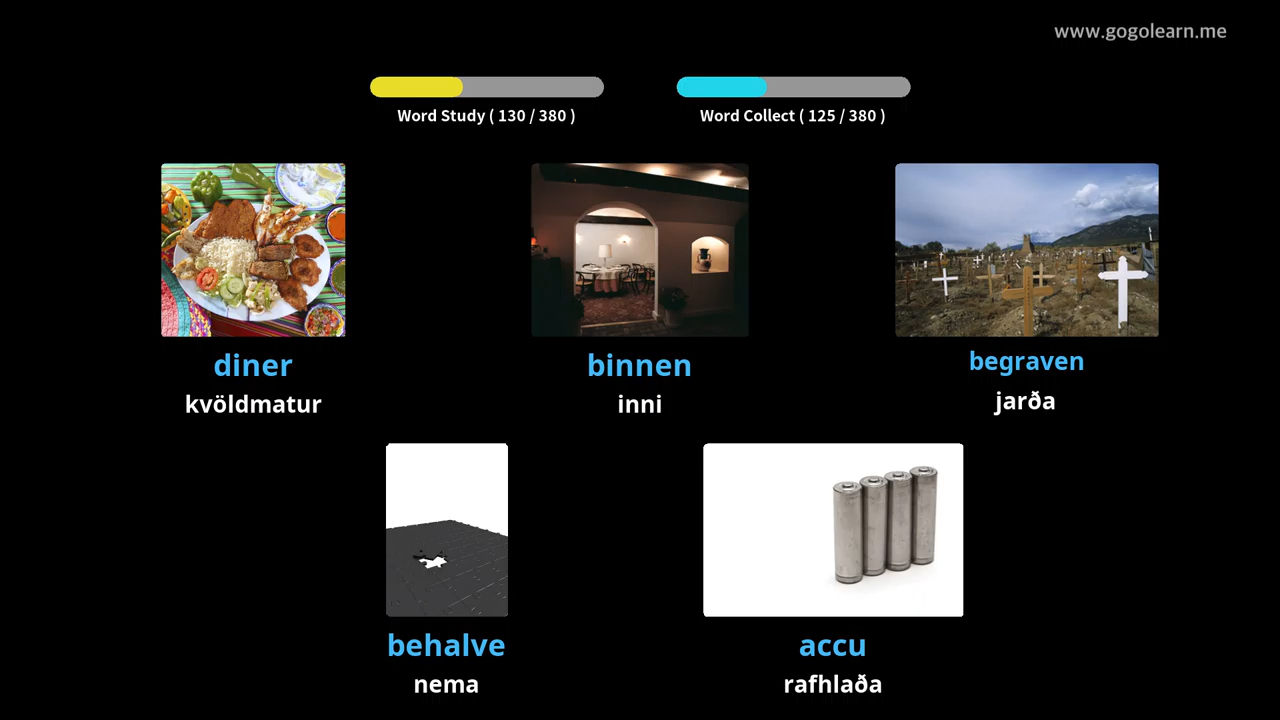 www.gogolearn.me
Word Study ( 130 / 380 )
Word Collect ( 125 / 380 )
diner
kvöldmatur
binnen
inni
begraven
jarða
behalve
nema
accu
rafhlaða